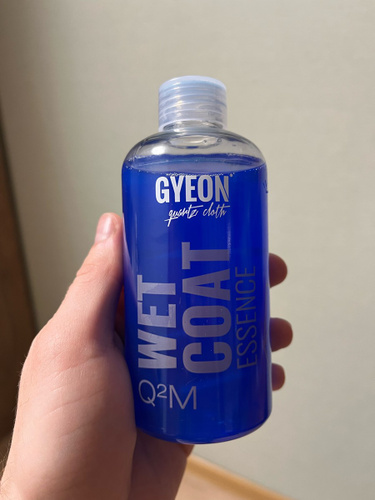 GYEON
quartz cloth
WET
COAT
ESSENCE
Q²M